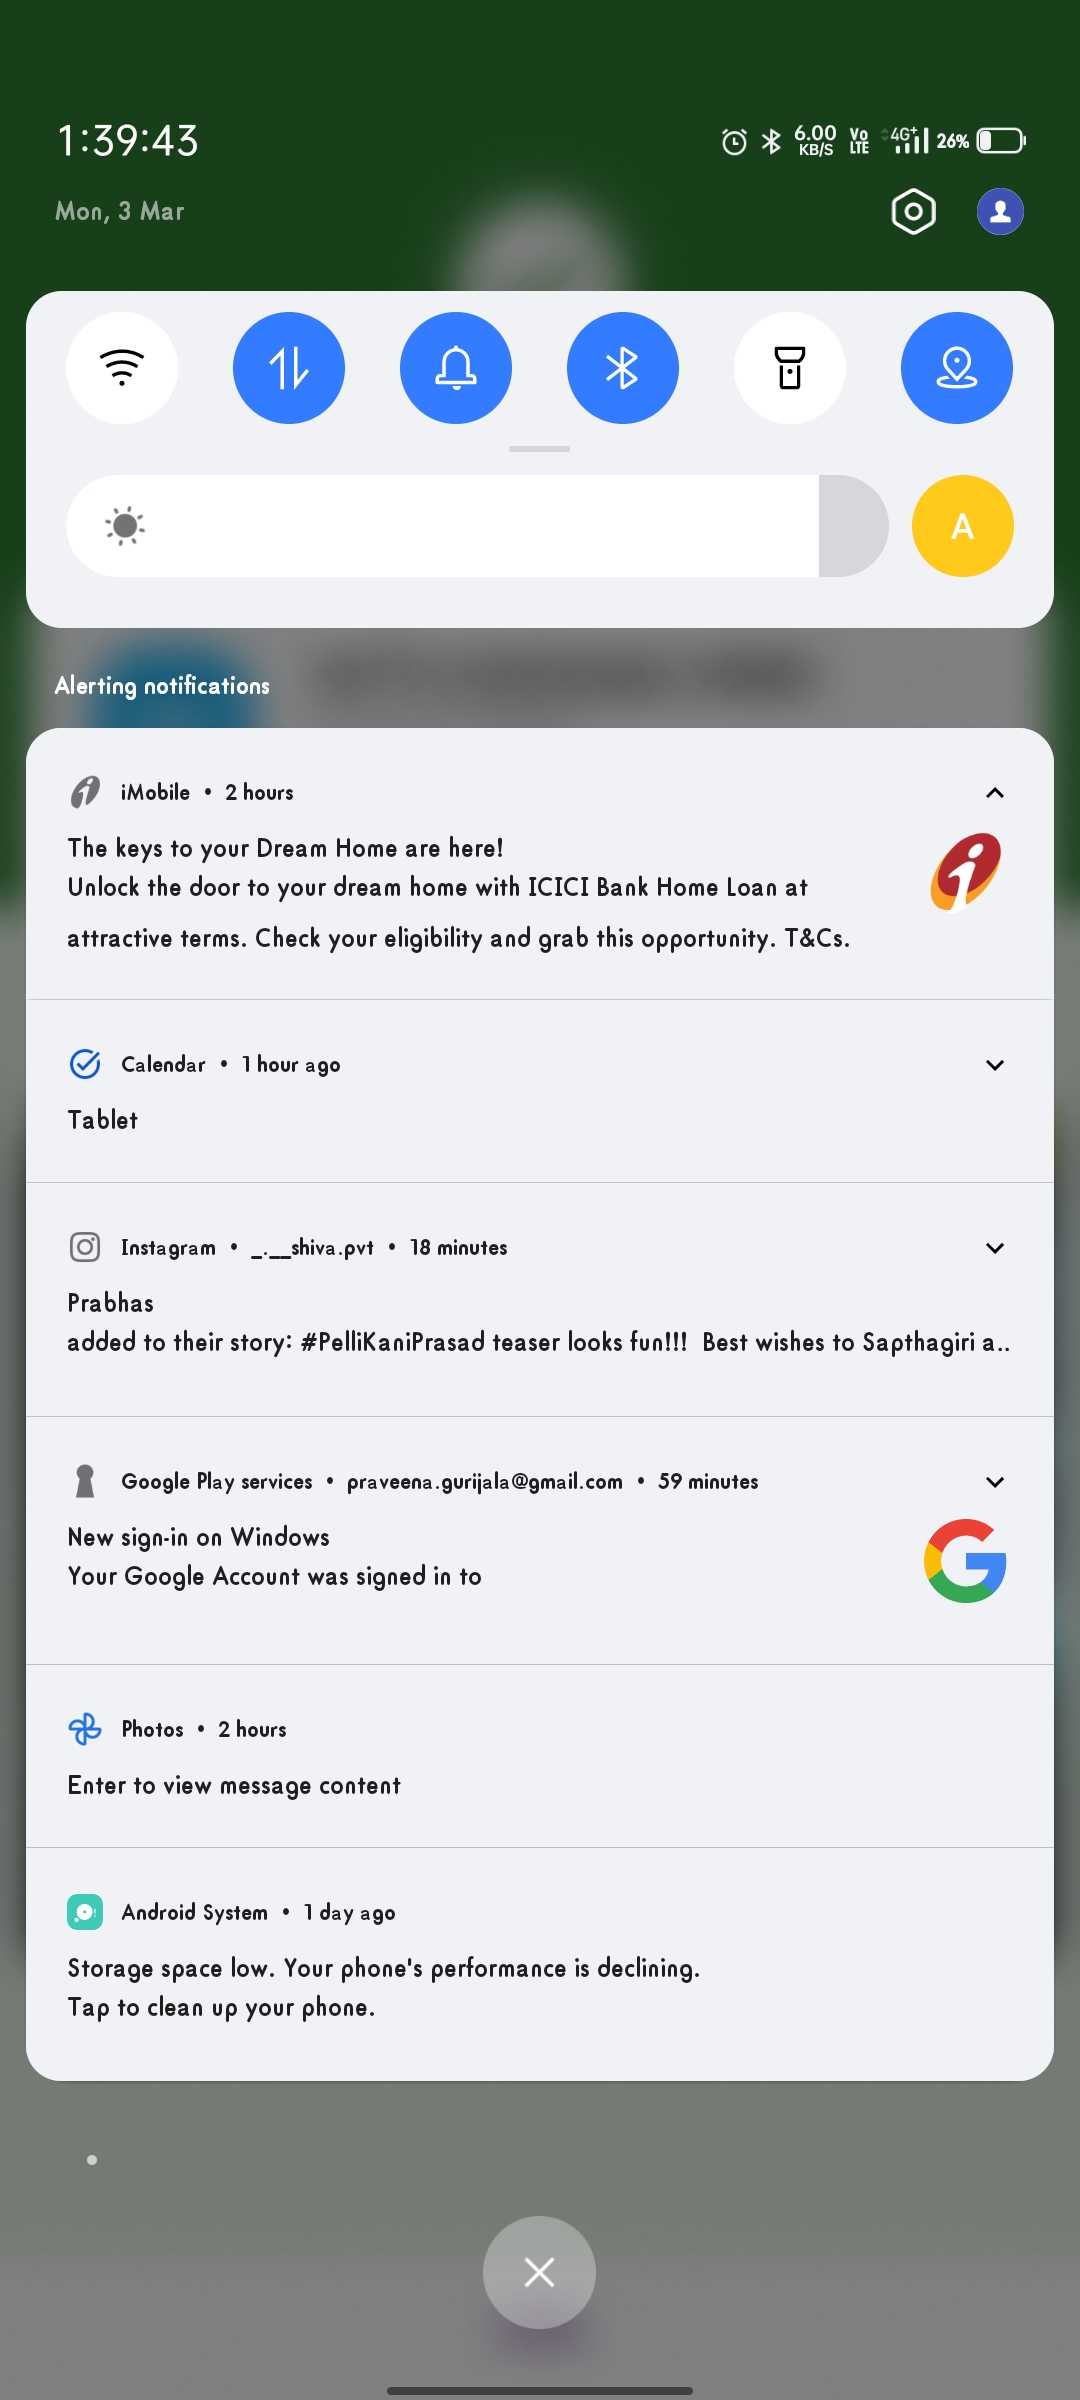 1:39:43
6.00 KB/S Vo LTE 4G+ 26%
Mon, 3 Mar
A
Alerting notifications
iMobile • 2 hours
The keys to your Dream Home are here!
Unlock the door to your dream home with ICICI Bank Home Loan at
attractive terms. Check your eligibility and grab this opportunity. T&Cs.
Calendar • 1 hour ago
Tablet
Instagram • _.__shiva.pvt • 18 minutes
Prabhas
added to their story: #PelliKaniPrasad teaser looks fun!!! Best wishes to Sapthagiri a..
Google Play services • praveena.gurijala@gmail.com • 59 minutes
New sign-in on Windows
Your Google Account was signed in to
Photos • 2 hours
Enter to view message content
Android System • 1 day ago
Storage space low. Your phone's performance is declining.
Tap to clean up your phone.